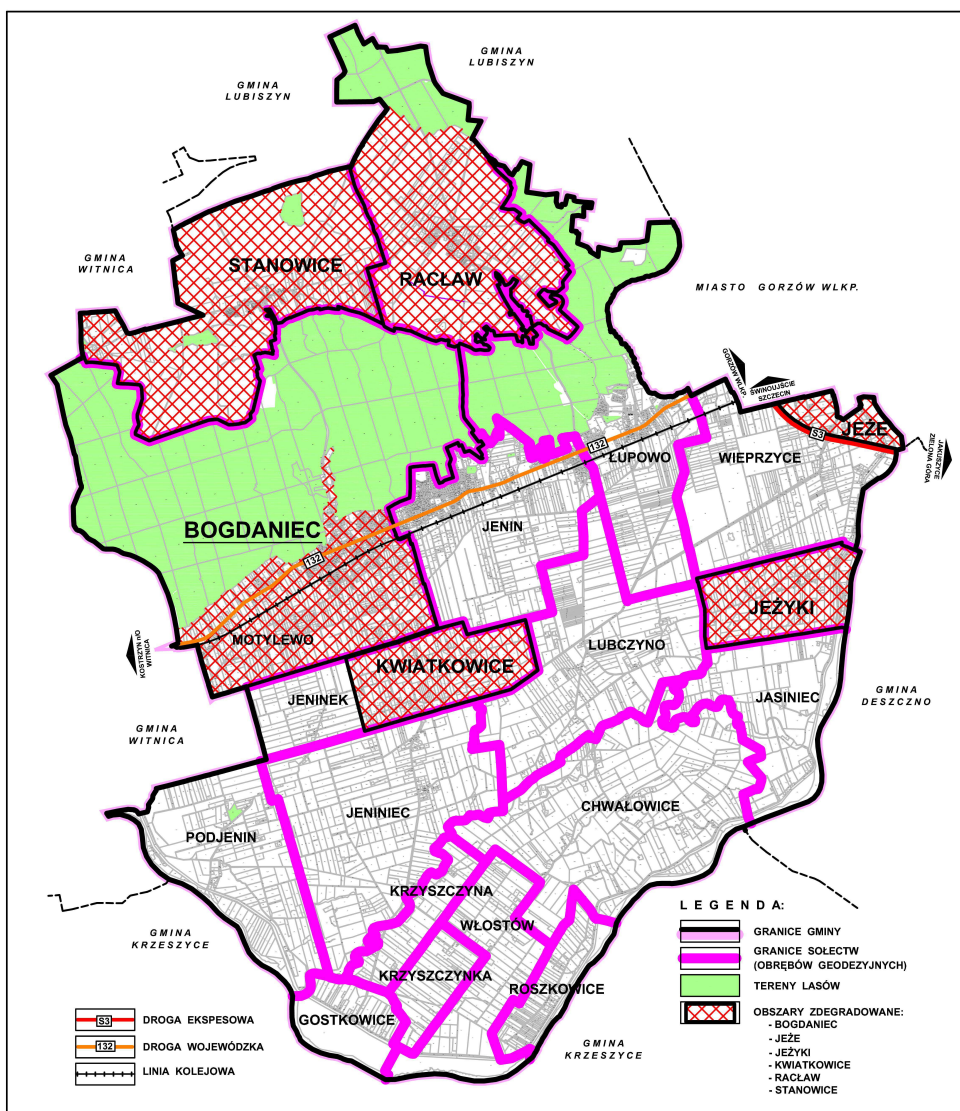 GMINA
LUBISZYN
GMINA
LUBISZYN
GMINA
WITNICA
STANOWICE
RACŁAW
MIASTO GORZÓW WLKP.
GORZÓW WLKP.
ŚWINOUJŚCIE
SZCZECIN
JEŻE
S3
JAKUSZYCE
ZIELONA GÓRA
132
ŁUPOWO
WIEPRZYCE
JENIN
BOGDANIEC
132
MOTYLEWO
KOSTRZYN n/O
WITNICA
JEŻYKI
KWIATKOWICE
LUBCZYNO
JENINEK
JASINIEC
GMINA
DESZCZNO
GMINA
WITNICA
CHWAŁOWICE
JENINIEC
PODJENIN
KRZYSZCZYNA
WŁOSTÓW
GMINA
KRZESZYCE
KRZYSZCZYNKA
ROSZKOWICE
GOSTKOWICE
GMINA
KRZESZYCE
LEGENDA:
GRANICE GMINY
GRANICE SOŁECTW
(OBRĘBÓW GEODEZYJNYCH)
TERENY LASÓW
OBSZARY ZDEGRADOWANE:
- BOGDANIEC
- JEŻE
- JEŻYKI
- KWIATKOWICE
- RACŁAW
- STANOWICE
S3 DROGA EKSPESOWA
132 DROGA WOJEWÓDZKA
LINIA KOLEJOWA